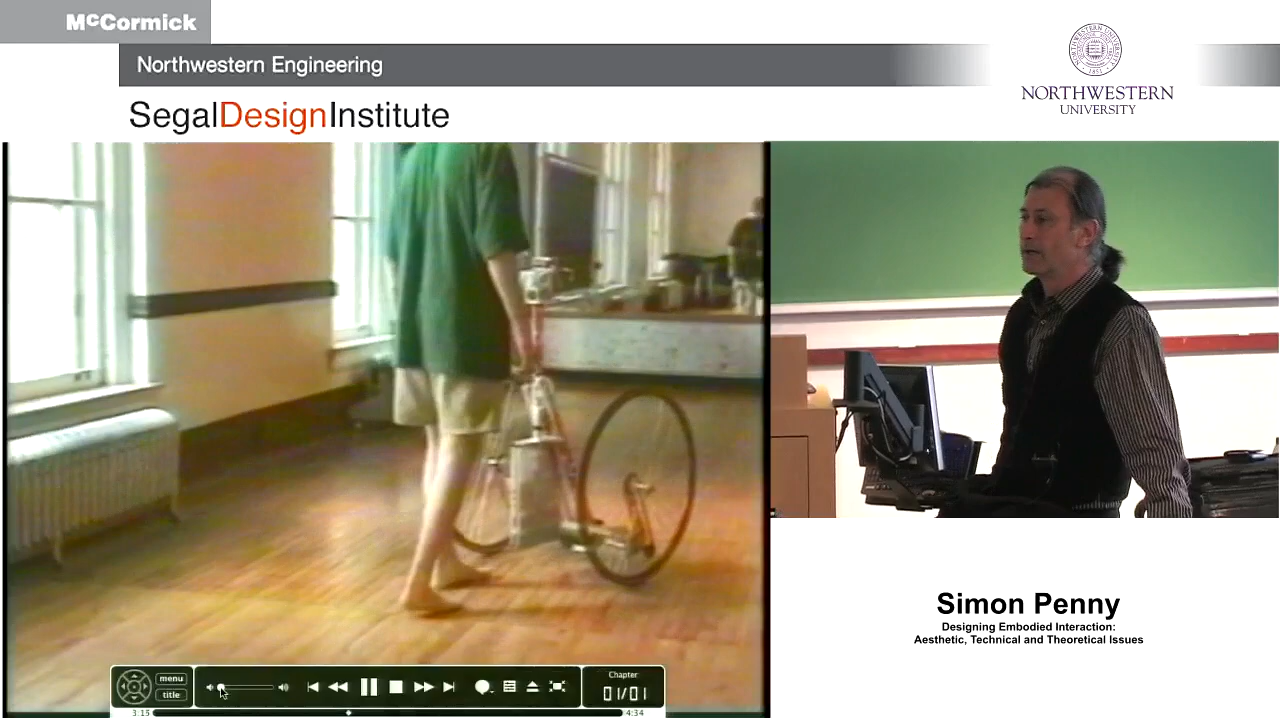 McCormick
Northwestern Engineering
NORTHWESTERN
UNIVERSITY
SegalDesignInstitute
menu
title
Chapter
01/01
3:15
4:34
Simon Penny
Designing Embodied Interaction:
Aesthetic, Technical and Theoretical Issues